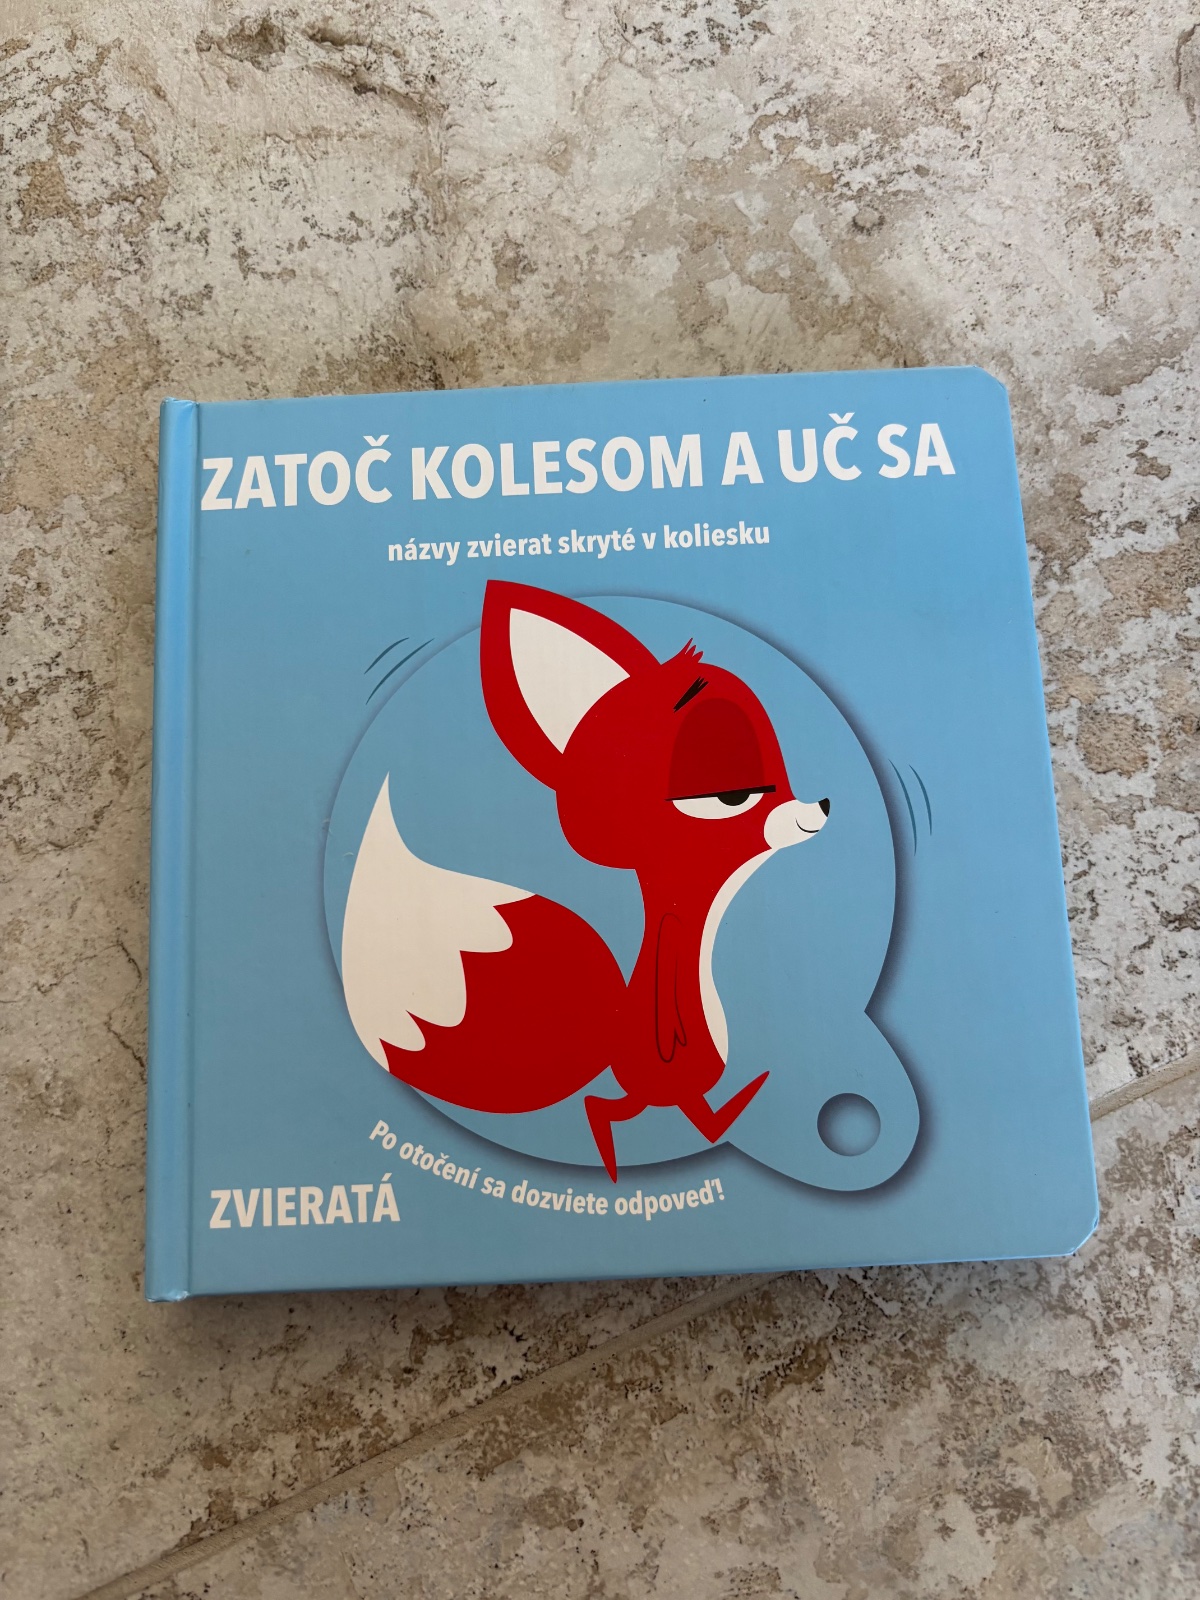 ZATOČ KOLESOM A UČ SA
názvy zvierat skryté v koliesku
Po otočení sa dozviete odpoveď!
ZVIERATÁ